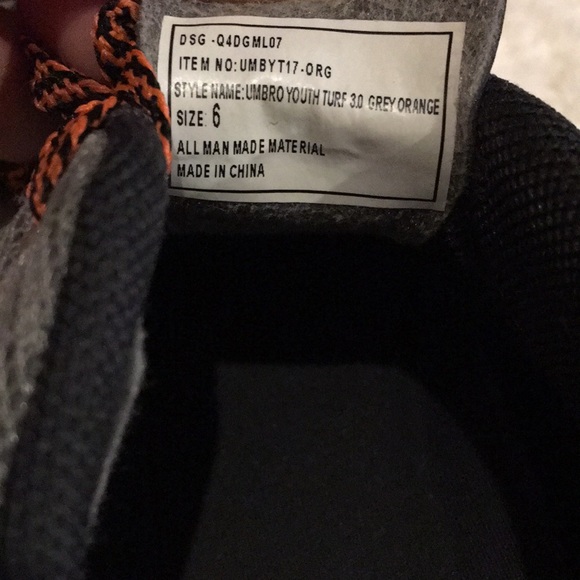 DSG -Q4DGML07
ITEM NO:UMBYT17-ORG
STYLE NAME:UMBRO YOUTH TURF 3.0 GREY ORANGE
SIZE: 6
ALL MAN MADE MATERIAL
MADE IN CHINA